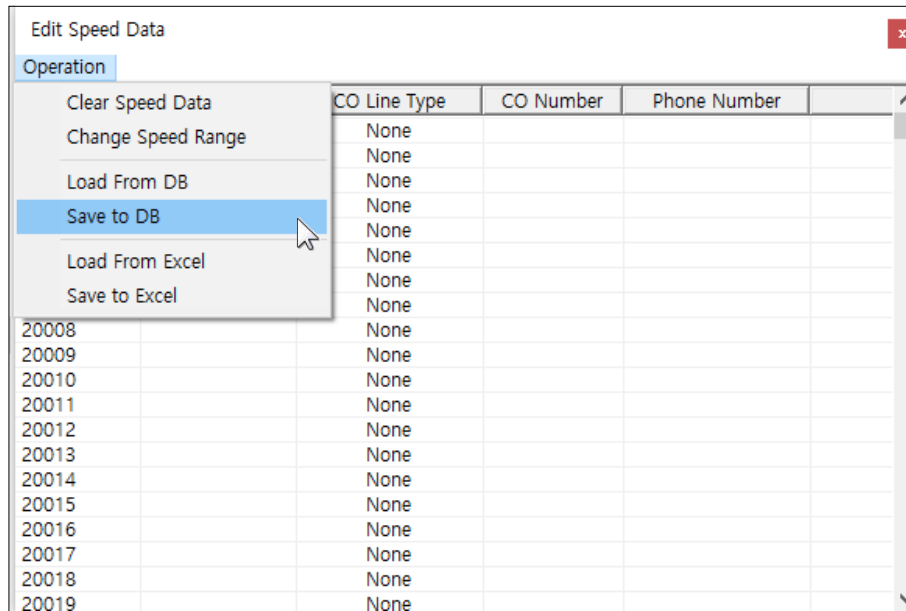 Edit Speed Data
x
Operation
Clear Speed Data
Change Speed Range
Load From DB
Save to DB
Load From Excel
Save to Excel
CO Line Type CO Number Phone Number
None
None
None
None
None
None
None
None
20008 None
20009 None
20010 None
20011 None
20012 None
20013 None
20014 None
20015 None
20016 None
20017 None
20018 None
20019 None